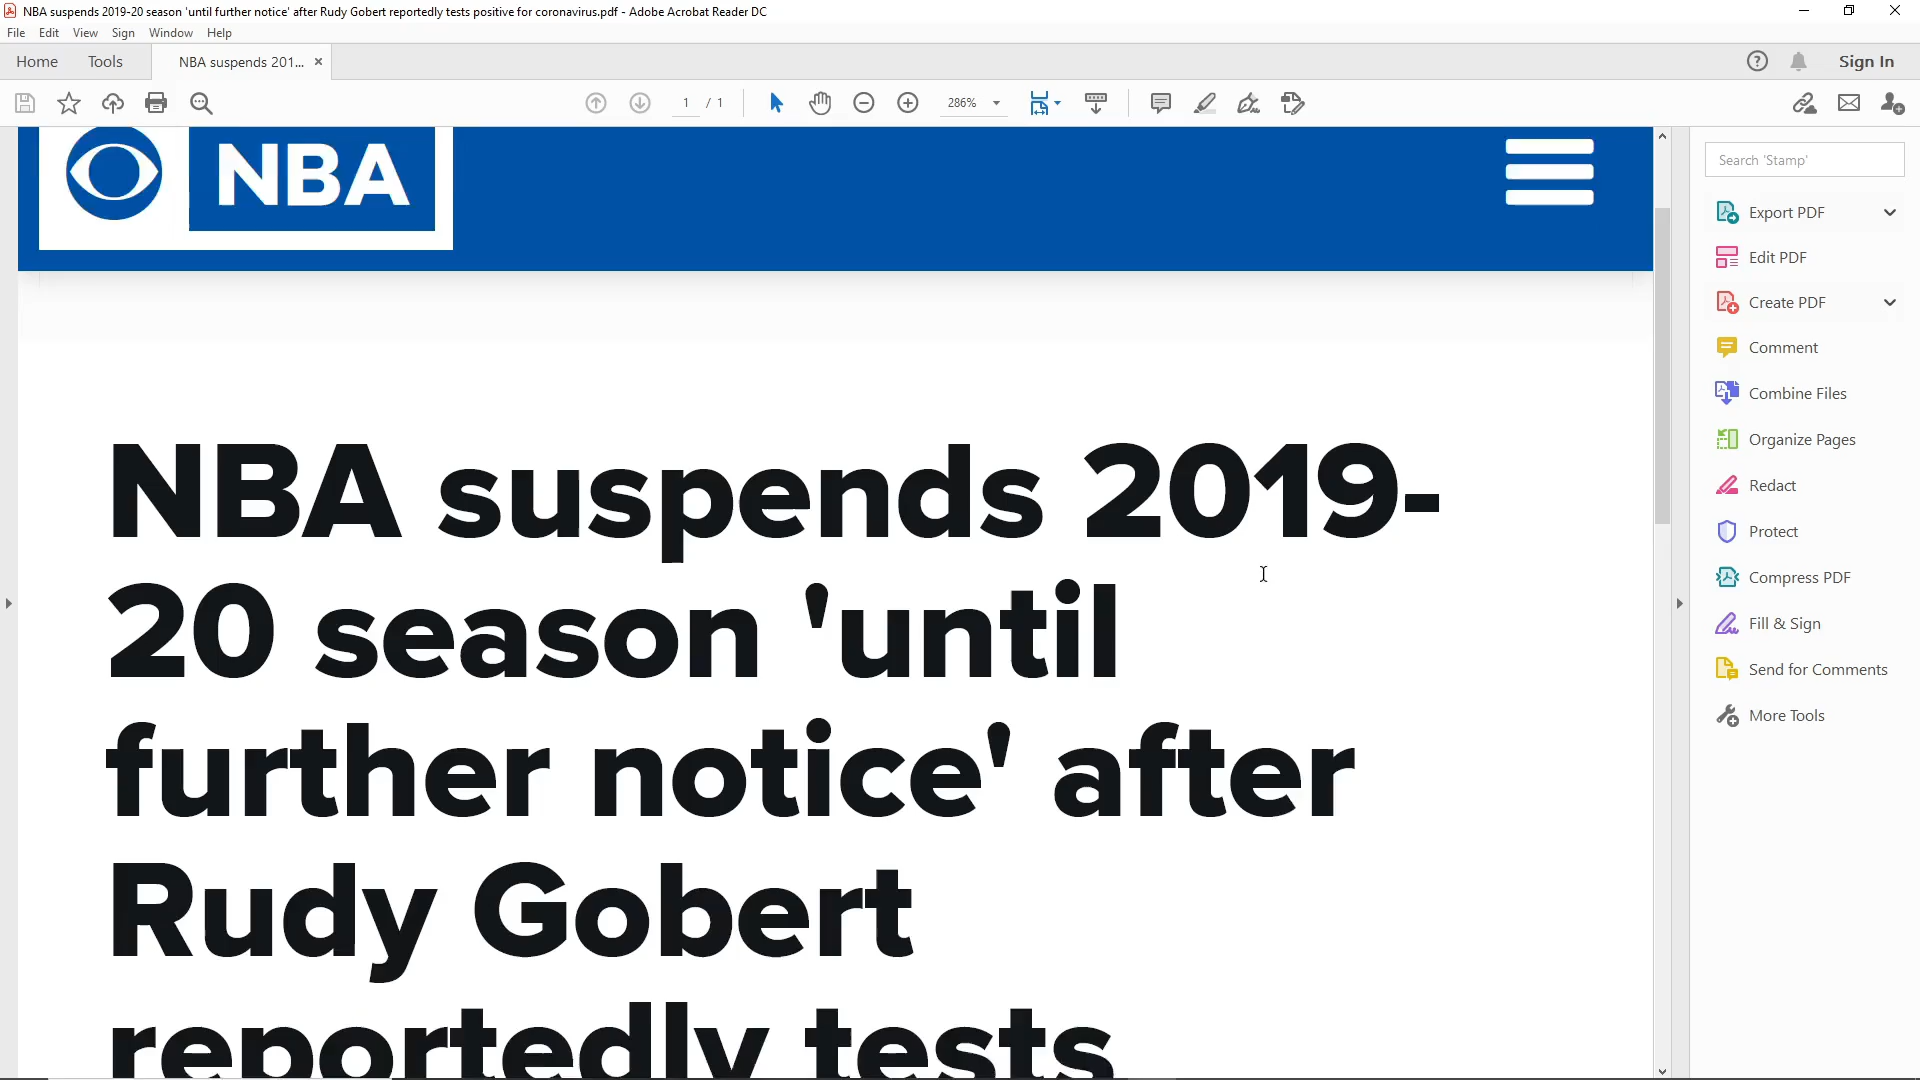 NBA suspends 2019-20 season 'until further notice' after Rudy Gobert reportedly tests positive for coronavirus.pdf - Adobe Acrobat Reader DC
File Edit View Sign Window Help
Home Tools NBA suspends 201... Sign In
1 / 1 286%
Search 'Stamp'
NBA
Export PDF
Edit PDF
Create PDF
Comment
Combine Files
Organize Pages
Redact
Protect
Compress PDF
Fill & Sign
Send for Comments
More Tools
NBA suspends 2019-
20 season 'until
further notice' after
Rudy Gobert
reportedly tests